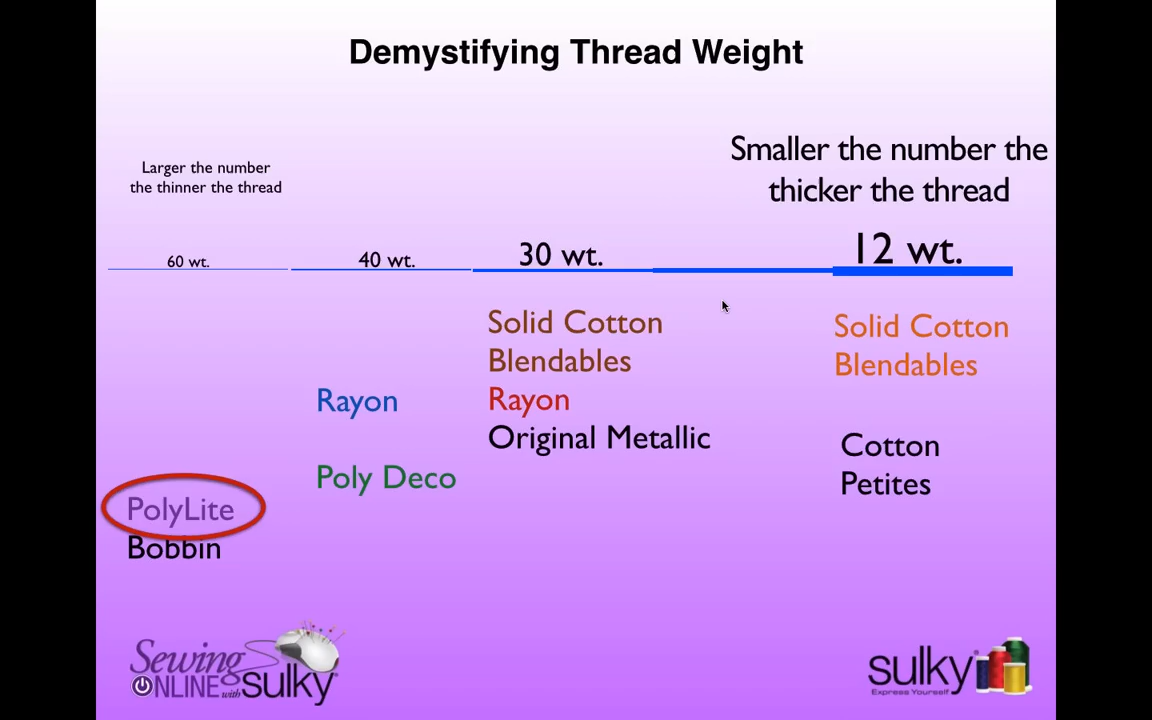 Demystifying Thread Weight
Larger the number
the thinner the thread
Smaller the number the
thicker the thread
60 wt.
40 wt.
30 wt.
12 wt.
Solid Cotton
Blendables
Rayon
Original Metallic
Solid Cotton
Blendables
Rayon
Cotton
Petites
Poly Deco
PolyLite
Bobbin
Sewing
ONLINE with sulky
sulky
Express Yourself